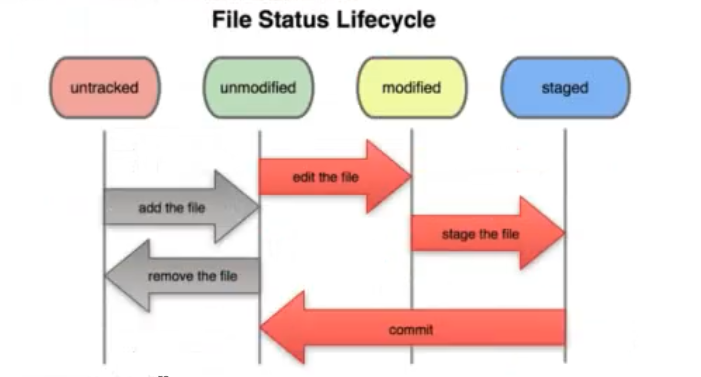 File Status Lifecycle
untracked
unmodified
modified
staged
edit the file
add the file
stage the file
remove the file
commit